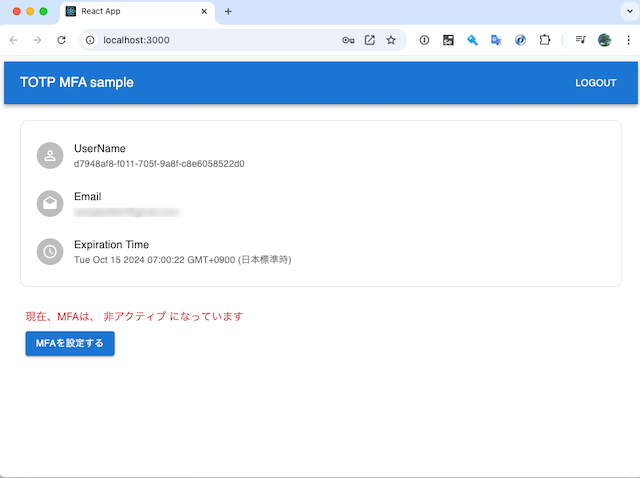 React App
localhost:3000
TOTP MFA sample
LOGOUT
UserName
d7948af8-f011-705f-9a8f-c8e6058522d0
Email
Expiration Time
Tue Oct 15 2024 07:00:22 GMT+0900 (日本標準時)
現在、MFAは、 非アクティブ になっています
MFAを設定する